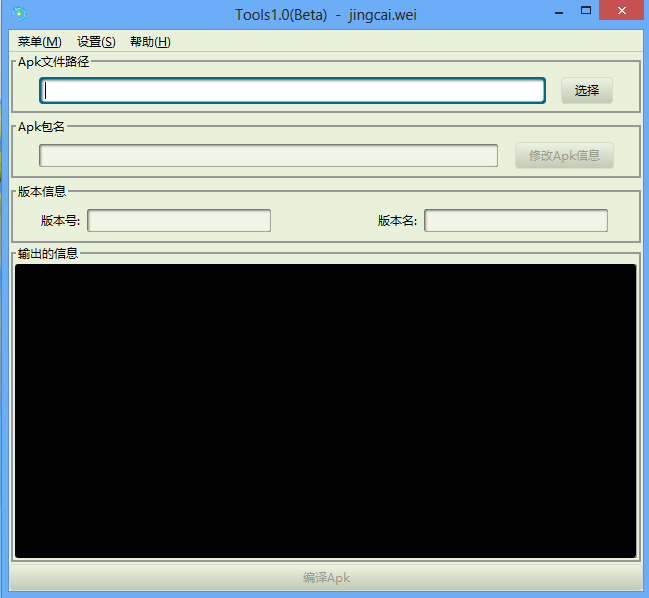 Tools1.0(Beta) - jingcai.wei
菜单(M) 设置(S) 帮助(H)
Apk文件路径
选择
Apk包名
修改Apk信息
版本信息
版本号: 版本名:
输出的信息
编译Apk